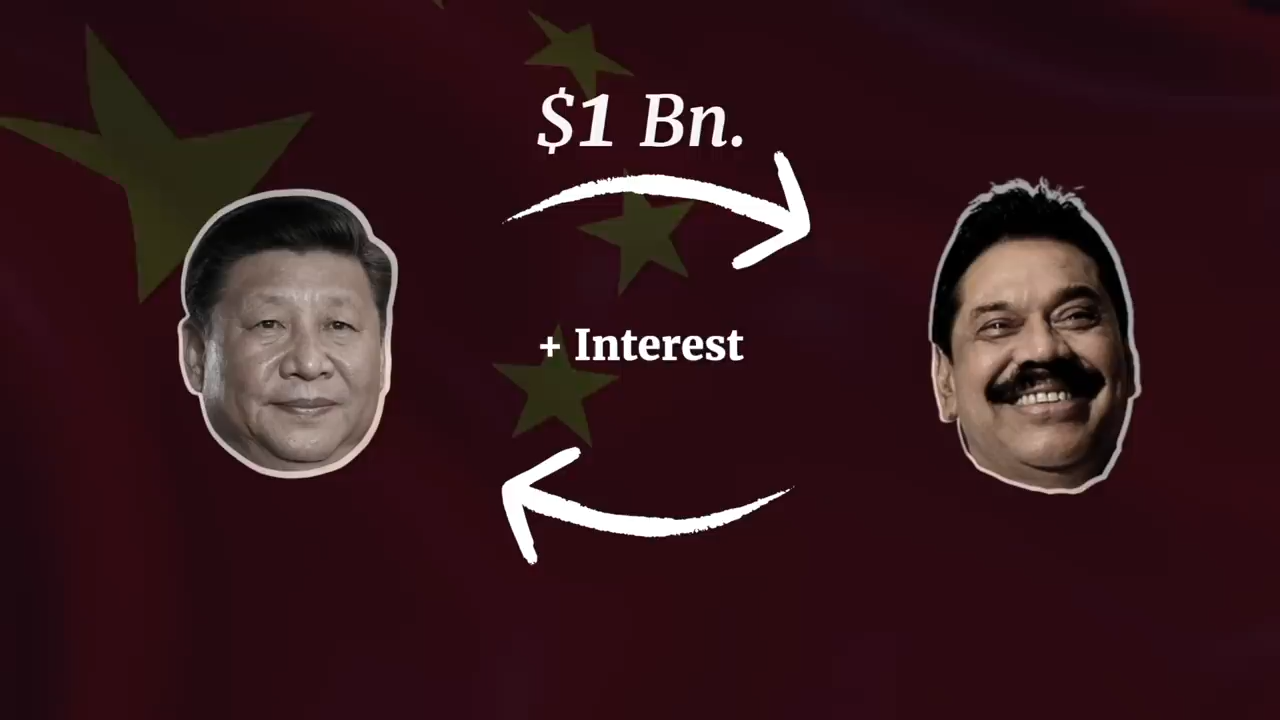 $1 Bn.
+ Interest